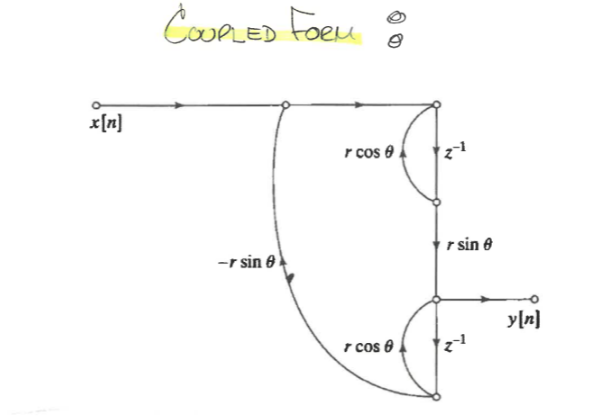 COUPLED FORM :
x[n]
r cos θ
z⁻¹
r sin θ
−r sin θ
y[n]
r cos θ
z⁻¹